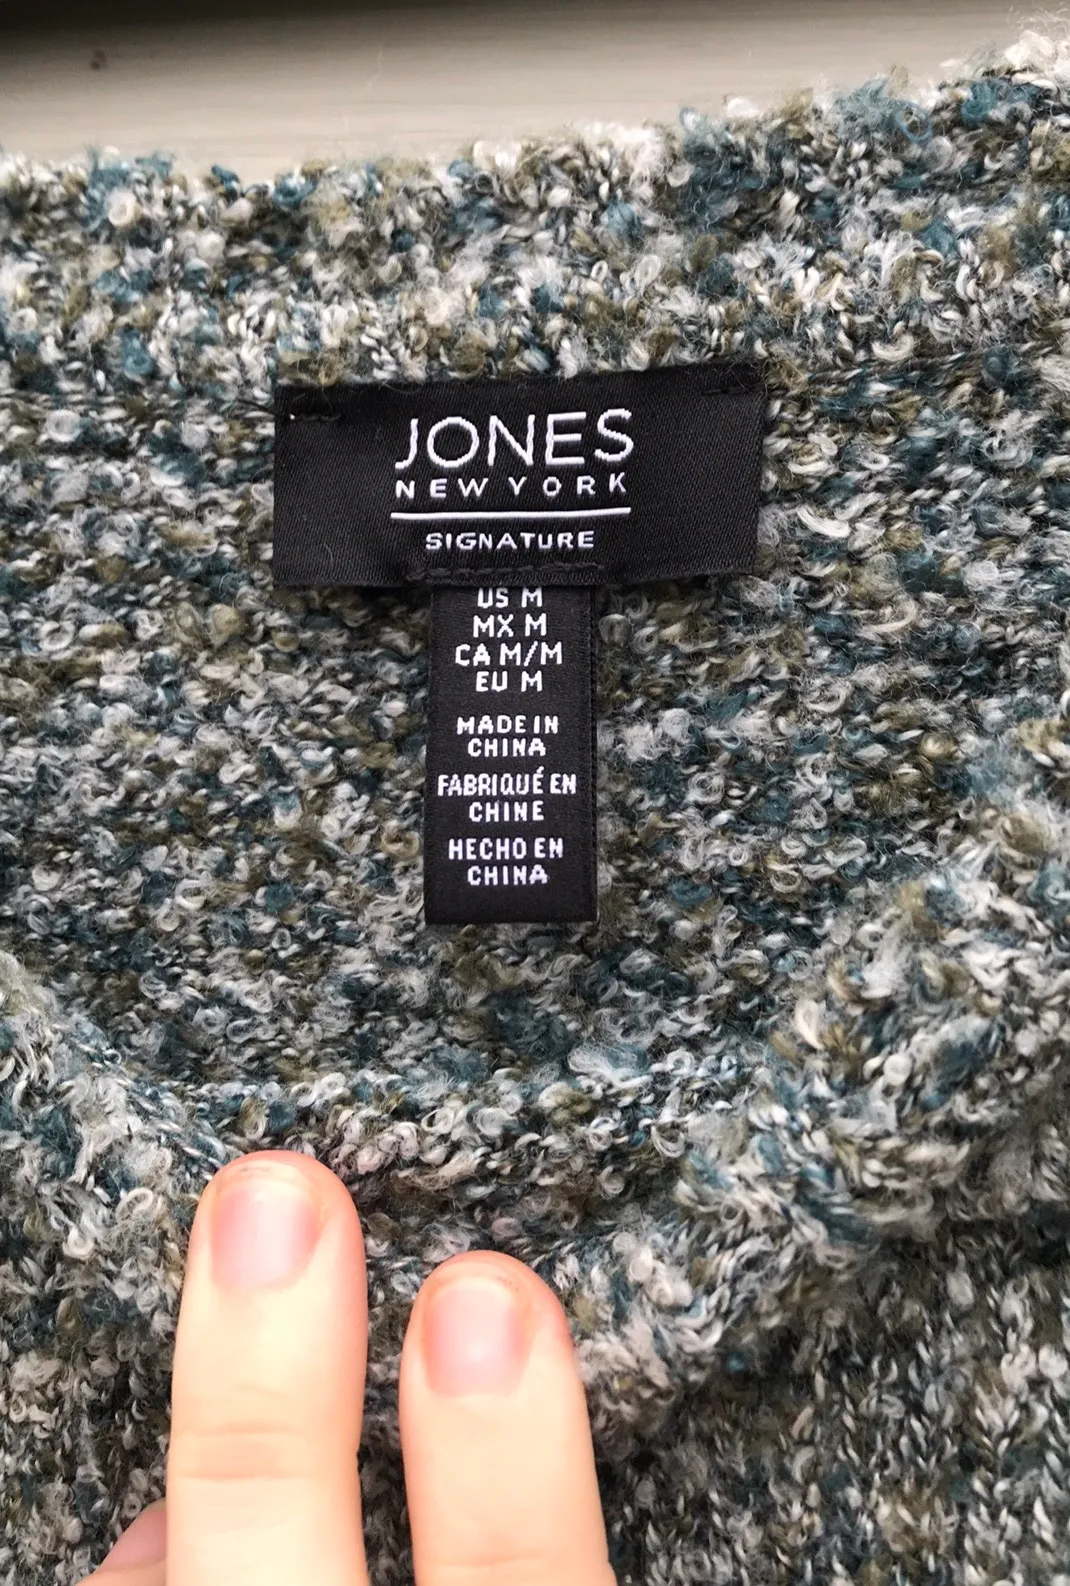 JONES
NEW YORK
SIGNATURE
US M
MX M
CA M/M
EU M
MADE IN
CHINA
FABRIQUÉ EN
CHINE
HECHO EN
CHINA